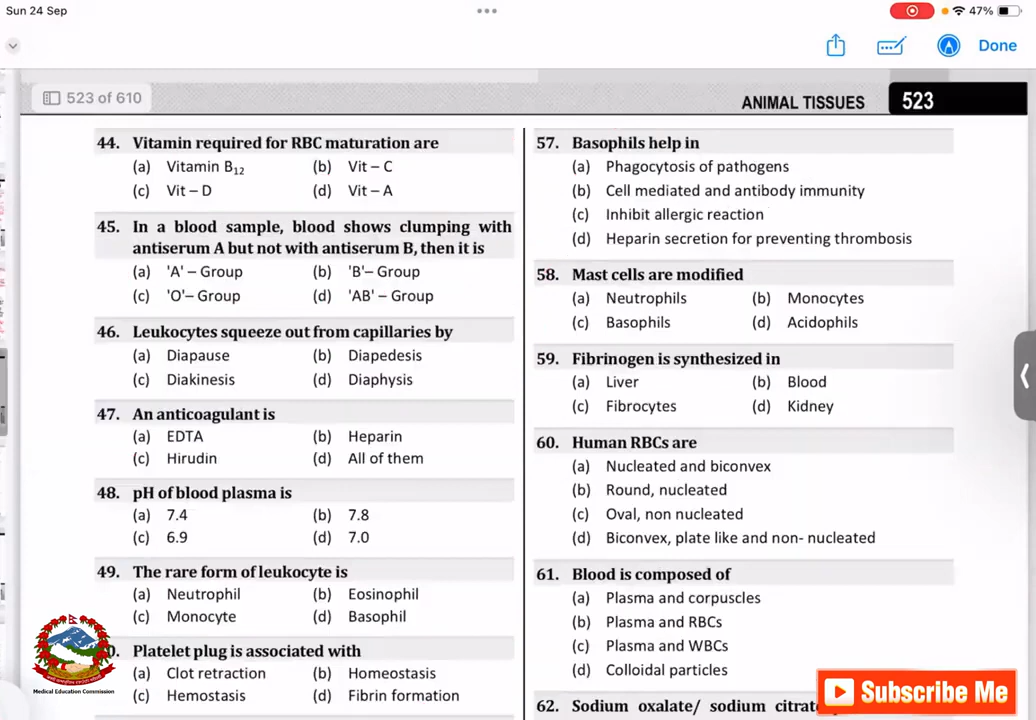 Sun 24 Sep
47%
Done
523 of 610
ANIMAL TISSUES 523
44. Vitamin required for RBC maturation are
(a) Vitamin B12 (b) Vit – C
(c) Vit – D (d) Vit – A
45. In a blood sample, blood shows clumping with
antiserum A but not with antiserum B, then it is
(a) 'A' – Group (b) 'B'– Group
(c) 'O'– Group (d) 'AB' – Group
46. Leukocytes squeeze out from capillaries by
(a) Diapause (b) Diapedesis
(c) Diakinesis (d) Diaphysis
47. An anticoagulant is
(a) EDTA (b) Heparin
(c) Hirudin (d) All of them
48. pH of blood plasma is
(a) 7.4 (b) 7.8
(c) 6.9 (d) 7.0
49. The rare form of leukocyte is
(a) Neutrophil (b) Eosinophil
(c) Monocyte (d) Basophil
0. Platelet plug is associated with
(a) Clot retraction (b) Homeostasis
(c) Hemostasis (d) Fibrin formation
57. Basophils help in
(a) Phagocytosis of pathogens
(b) Cell mediated and antibody immunity
(c) Inhibit allergic reaction
(d) Heparin secretion for preventing thrombosis
58. Mast cells are modified
(a) Neutrophils (b) Monocytes
(c) Basophils (d) Acidophils
59. Fibrinogen is synthesized in
(a) Liver (b) Blood
(c) Fibrocytes (d) Kidney
60. Human RBCs are
(a) Nucleated and biconvex
(b) Round, nucleated
(c) Oval, non nucleated
(d) Biconvex, plate like and non- nucleated
61. Blood is composed of
(a) Plasma and corpuscles
(b) Plasma and RBCs
(c) Plasma and WBCs
(d) Colloidal particles
62. Sodium oxalate/ sodium citrat
Medical Education Commission
Subscribe Me